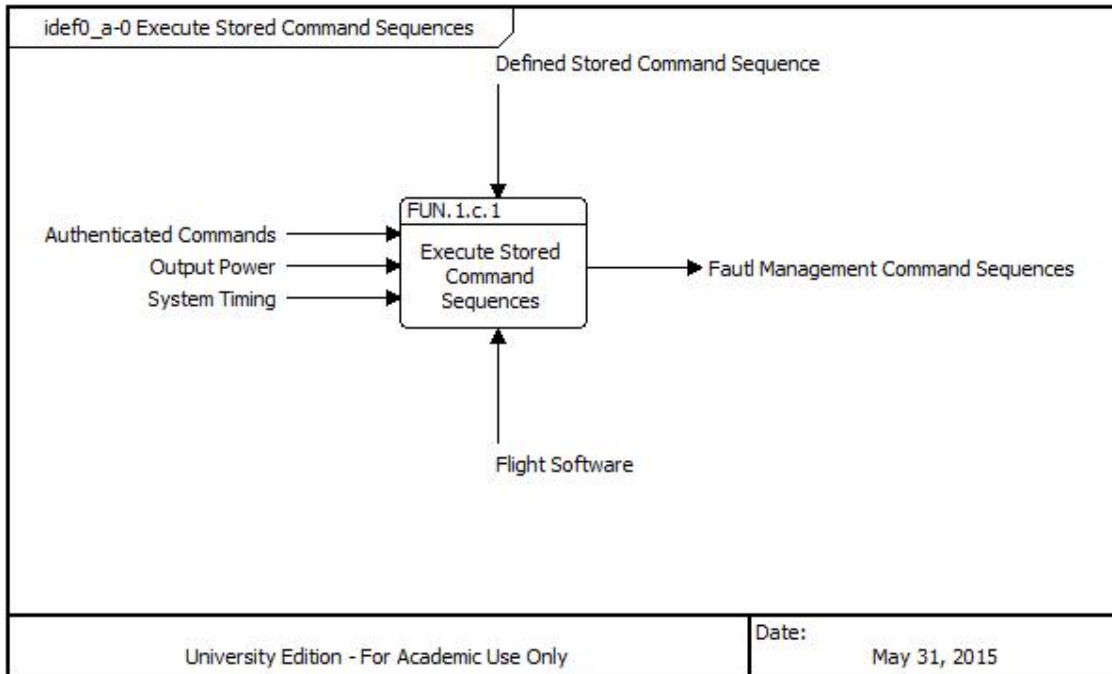 idef0_a-0 Execute Stored Command Sequences
Defined Stored Command Sequence
FUN.1.c.1
Authenticated Commands
Output Power
System Timing
Execute Stored
Command
Sequences
Fautl Management Command Sequences
Flight Software
University Edition - For Academic Use Only
Date:
May 31, 2015